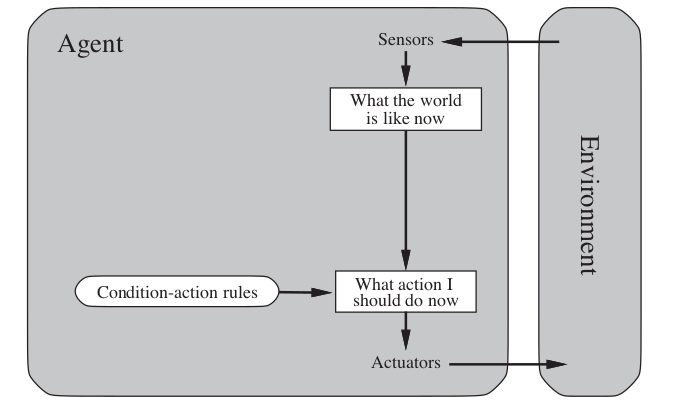 Agent
Sensors
What the world
is like now
Environment
Condition-action rules
What action I
should do now
Actuators